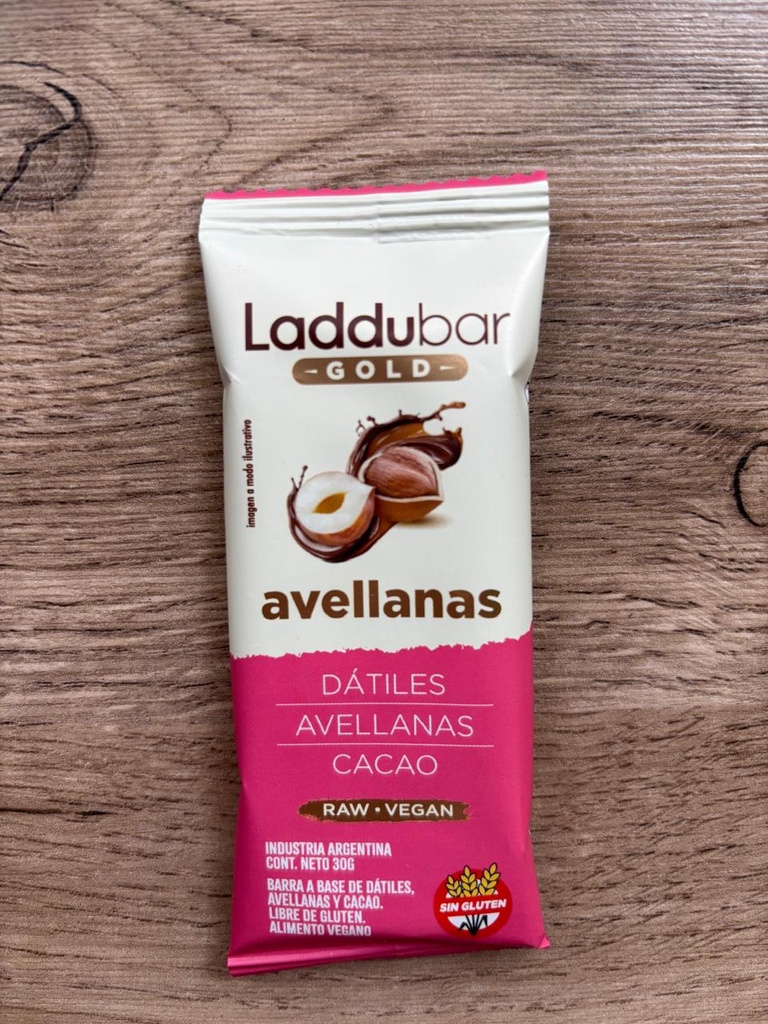 Laddubar
GOLD
imagen a modo ilustrativo
avellanas
DÁTILES
AVELLANAS
CACAO
RAW • VEGAN
INDUSTRIA ARGENTINA
CONT. NETO 30G
BARRA A BASE DE DÁTILES,
AVELLANAS Y CACAO.
LIBRE DE GLUTEN.
ALIMENTO VEGANO
SIN GLUTEN